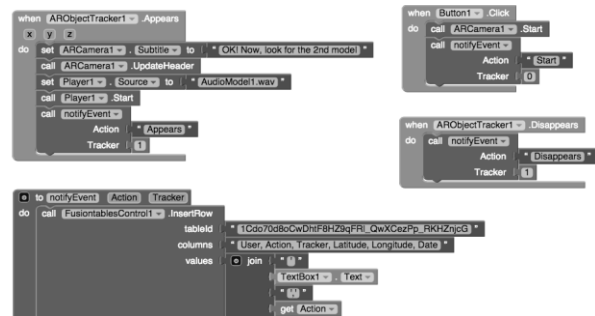 when ARObjectTracker1 .Appears
x y z
do set ARCamera1 . Subtitle to " OK! Now, look for the 2nd model "
call ARCamera1 .UpdateHeader
set Player1 . Source to " AudioModel1.wav "
call Player1 .Start
call notifyEvent
Action " Appears "
Tracker 1
when Button1 .Click
do call ARCamera1 .Start
call notifyEvent
Action " Start "
Tracker 0
when ARObjectTracker1 .Disappears
do call notifyEvent
Action " Disappears "
Tracker 1
to notifyEvent Action Tracker
do call FusiontablesControl1 .InsertRow
tableId
columns " User, Action, Tracker, Latitude, Longitude, Date "
values join " ' "
TextBox1 . Text
get Action